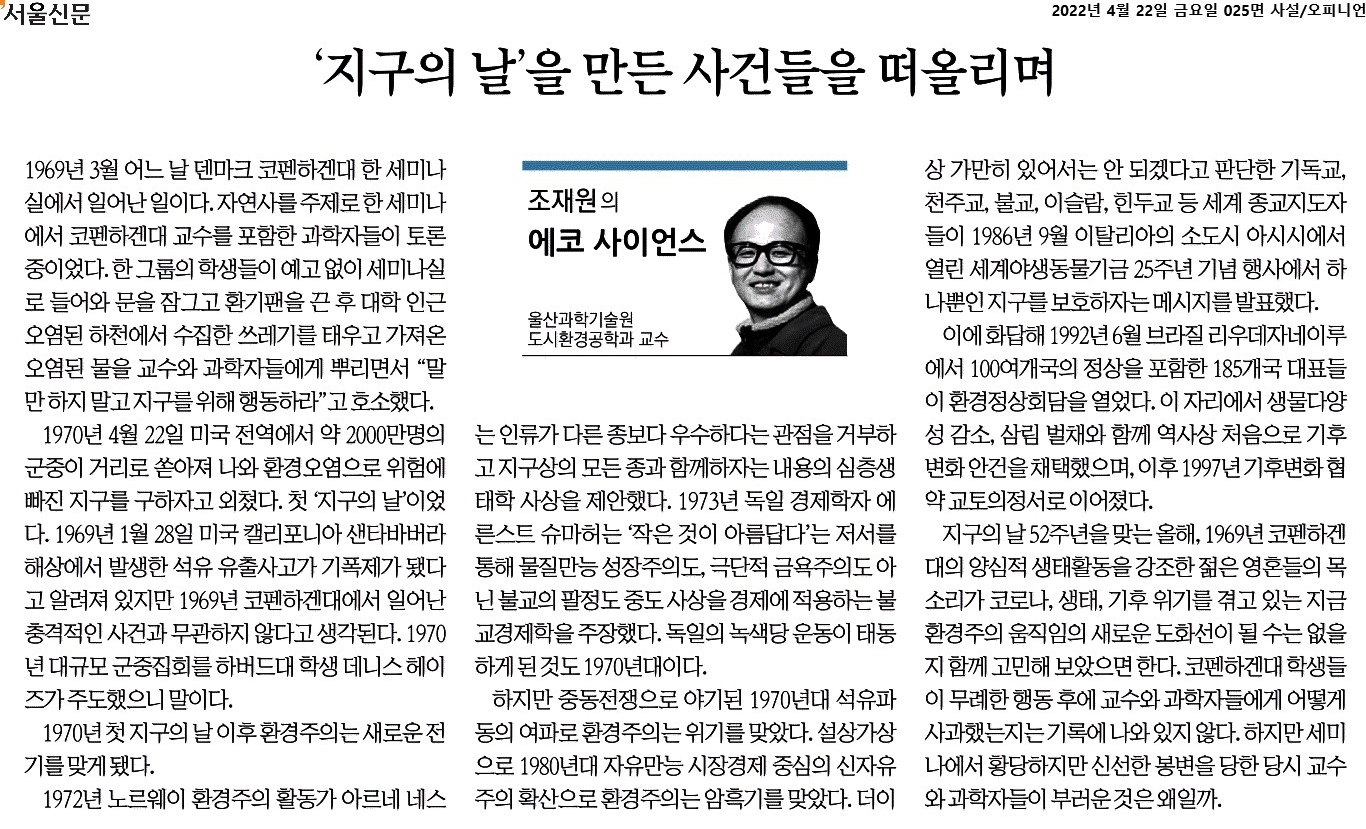 서울신문
2022년 4월 22일 금요일 025면 사설/오피니언
‘지구의 날’을 만든 사건들을 떠올리며
1969년 3월 어느 날 덴마크 코펜하겐대 한 세미나
실에서 일어난 일이다. 자연사를 주제로 한 세미나
에서 코펜하겐대 교수를 포함한 과학자들이 토론
중이었다. 한 그룹의 학생들이 예고 없이 세미나실
로 들어와 문을 잠그고 환기팬을 끈 후 대학 인근
오염된 하천에서 수집한 쓰레기를 태우고 가져온
오염된 물을 교수와 과학자들에게 뿌리면서 “말
만 하지 말고 지구를 위해 행동하라”고 호소했다.
1970년 4월 22일 미국 전역에서 약 2000만명의
군중이 거리로 쏟아져 나와 환경오염으로 위험에
빠진 지구를 구하자고 외쳤다. 첫 ‘지구의 날’이었
다. 1969년 1월 28일 미국 캘리포니아 샌타바버라
해상에서 발생한 석유 유출사고가 기폭제가 됐다
고 알려져 있지만 1969년 코펜하겐대에서 일어난
충격적인 사건과 무관하지 않다고 생각된다. 1970
년 대규모 군중집회를 하버드대 학생 데니스 헤이
즈가 주도했으니 말이다.
1970년 첫 지구의 날 이후 환경주의는 새로운 전
기를 맞게 됐다.
1972년 노르웨이 환경주의 활동가 아르네 네스
조재원의
에코 사이언스
울산과학기술원
도시환경공학과 교수
는 인류가 다른 종보다 우수하다는 관점을 거부하
고 지구상의 모든 종과 함께하자는 내용의 심층생
태학 사상을 제안했다. 1973년 독일 경제학자 에
른스트 슈마허는 ‘작은 것이 아름답다’는 저서를
통해 물질만능 성장주의도, 극단적 금욕주의도 아
닌 불교의 팔정도 중도 사상을 경제에 적용하는 불
교경제학을 주장했다. 독일의 녹색당 운동이 태동
하게 된 것도 1970년대이다.
하지만 중동전쟁으로 야기된 1970년대 석유파
동의 여파로 환경주의는 위기를 맞았다. 설상가상
으로 1980년대 자유만능 시장경제 중심의 신자유
주의 확산으로 환경주의는 암흑기를 맞았다. 더이
상 가만히 있어서는 안 되겠다고 판단한 기독교,
천주교, 불교, 이슬람, 힌두교 등 세계 종교지도자
들이 1986년 9월 이탈리아의 소도시 아시시에서
열린 세계야생동물기금 25주년 기념 행사에서 하
나뿐인 지구를 보호하자는 메시지를 발표했다.
이에 화답해 1992년 6월 브라질 리우데자네이루
에서 100여개국의 정상을 포함한 185개국 대표들
이 환경정상회담을 열었다. 이 자리에서 생물다양
성 감소, 삼림 벌채와 함께 역사상 처음으로 기후
변화 안건을 채택했으며, 이후 1997년 기후변화 협
약 교토의정서로 이어졌다.
지구의 날 52주년을 맞는 올해, 1969년 코펜하겐
대의 양심적 생태활동을 강조한 젊은 영혼들의 목
소리가 코로나, 생태, 기후 위기를 겪고 있는 지금
환경주의 움직임의 새로운 도화선이 될 수는 없을
지 함께 고민해 보았으면 한다. 코펜하겐대 학생들
이 무례한 행동 후에 교수와 과학자들에게 어떻게
사과했는지는 기록에 나와 있지 않다. 하지만 세미
나에서 황당하지만 신선한 봉변을 당한 당시 교수
와 과학자들이 부러운 것은 왜일까.